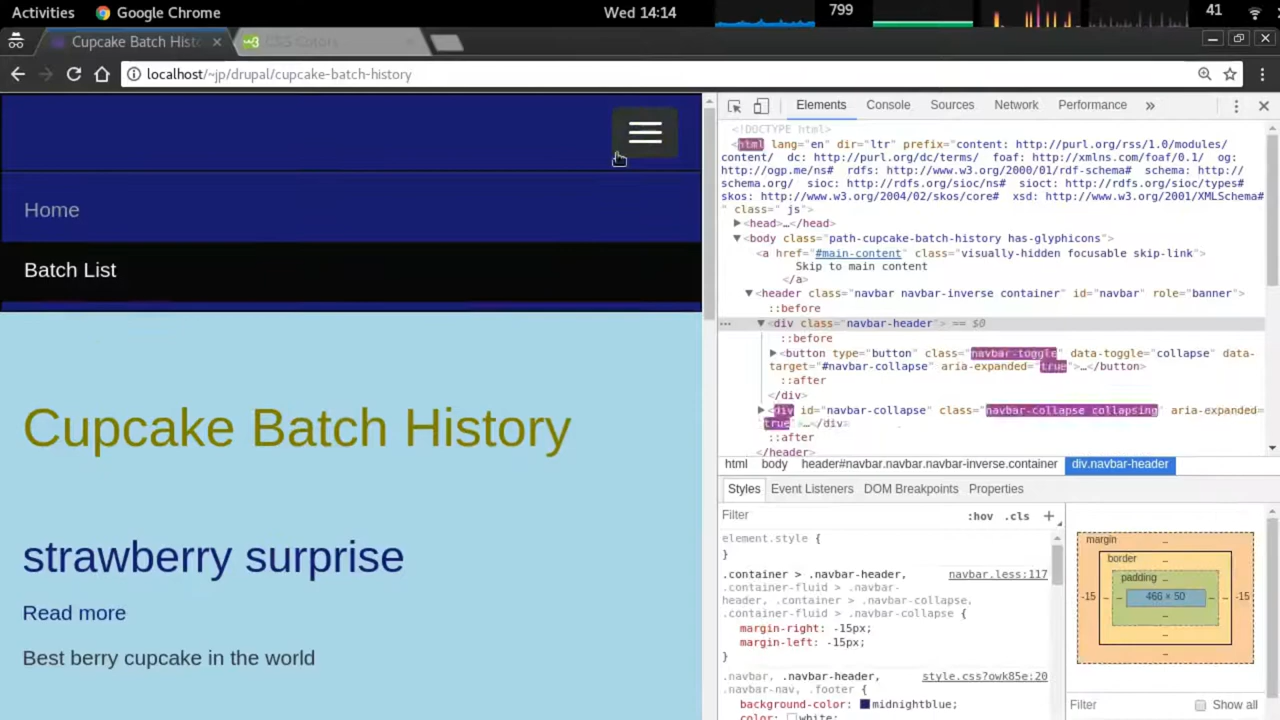 Activities Google Chrome Wed 14:14 799 41
Cupcake Batch Histo × CSS Colors ×
localhost/~jp/drupal/cupcake-batch-history
Home
Batch List
Cupcake Batch History
strawberry surprise
Read more
Best berry cupcake in the world
Elements Console Sources Network Performance »
<!DOCTYPE html>
<html lang="en" dir="ltr" prefix="content: http://purl.org/rss/1.0/modules/
content/  dc: http://purl.org/dc/terms/  foaf: http://xmlns.com/foaf/0.1/  og:
http://ogp.me/ns#  rdfs: http://www.w3.org/2000/01/rdf-schema#  schema: http://
schema.org/  sioc: http://rdfs.org/sioc/ns#  sioct: http://rdfs.org/sioc/types#
skos: http://www.w3.org/2004/02/skos/core#  xsd: http://www.w3.org/2001/XMLSchema#
" class=" js">
<head>…</head>
<body class="path-cupcake-batch-history has-glyphicons">
<a href="#main-content" class="visually-hidden focusable skip-link">
Skip to main content
</a>
<header class="navbar navbar-inverse container" id="navbar" role="banner">
::before
… <div class="navbar-header"> == $0
::before
<button type="button" class="navbar-toggle" data-toggle="collapse" data-
target="#navbar-collapse" aria-expanded="true">…</button>
::after
</div>
<div id="navbar-collapse" class="navbar-collapse collapsing" aria-expanded=
"true">…</div>
::after
</header>
html body header#navbar.navbar.navbar-inverse.container div.navbar-header
Styles Event Listeners DOM Breakpoints Properties
Filter :hov .cls +
element.style {
}
.container > .navbar-header, navbar.less:117
.container-fluid > .navbar-
header, .container > .navbar-collapse,
.container-fluid > .navbar-collapse {
margin-right: -15px;
margin-left: -15px;
}
.navbar, .navbar-header, style.css?owk85e:20
.navbar-nav, .footer {
background-color: midnightblue;
color: white;
margin –
border –
padding –
-15 – – 466 × 50 – – -15
–
–
–
Filter Show all